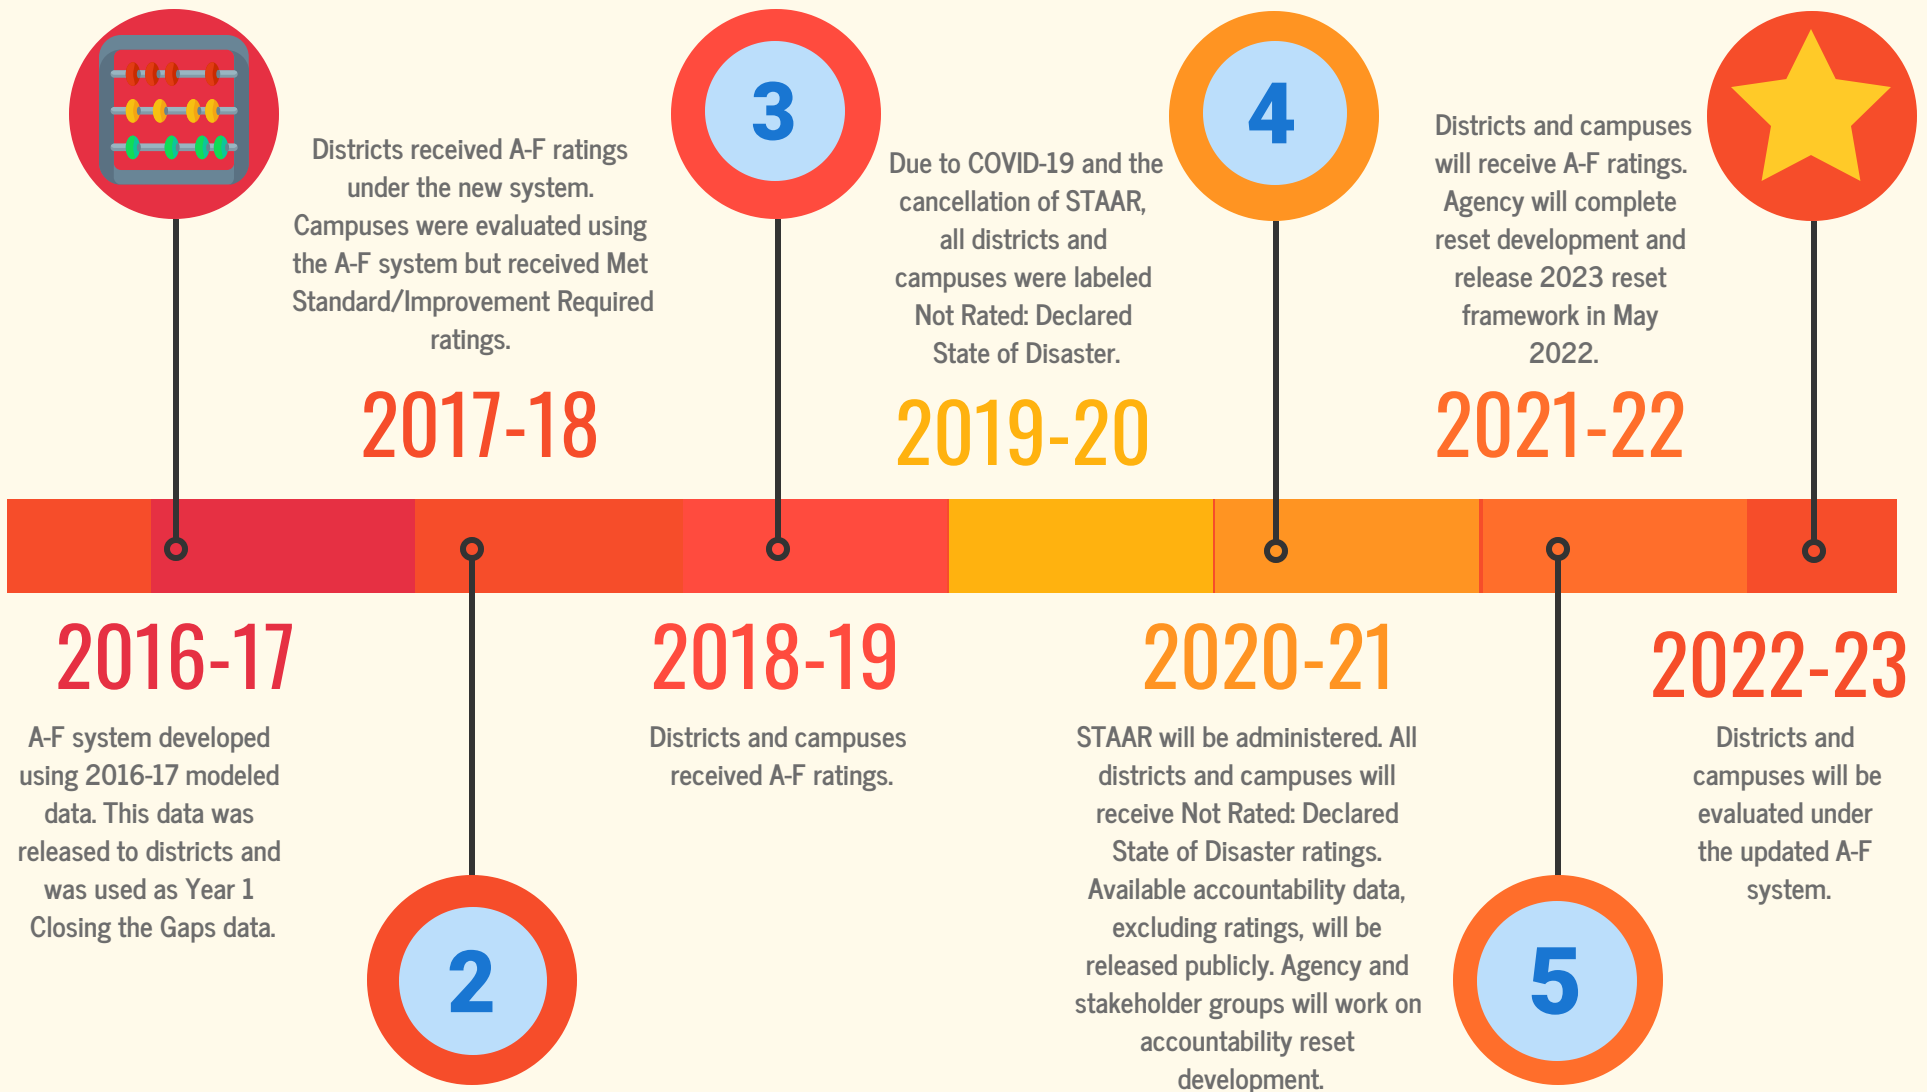 2016-17
A-F system developed
using 2016-17 modeled
data. This data was
released to districts and
was used as Year 1
Closing the Gaps data.
Districts received A-F ratings
under the new system.
Campuses were evaluated using
the A-F system but received Met
Standard/Improvement Required
ratings.
2017-18
2
3
2018-19
Districts and campuses
received A-F ratings.
Due to COVID-19 and the
cancellation of STAAR,
all districts and
campuses were labeled
Not Rated: Declared
State of Disaster.
2019-20
4
2020-21
STAAR will be administered. All
districts and campuses will
receive Not Rated: Declared
State of Disaster ratings.
Available accountability data,
excluding ratings, will be
released publicly. Agency and
stakeholder groups will work on
accountability reset
development.
Districts and campuses
will receive A-F ratings.
Agency will complete
reset development and
release 2023 reset
framework in May
2022.
2021-22
5
2022-23
Districts and
campuses will be
evaluated under
the updated A-F
system.